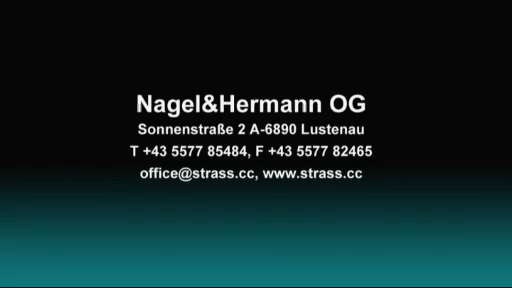 Nagel&Hermann OG
Sonnenstraße 2 A-6890 Lustenau
T +43 5577 85484, F +43 5577 82465
office@strass.cc, www.strass.cc